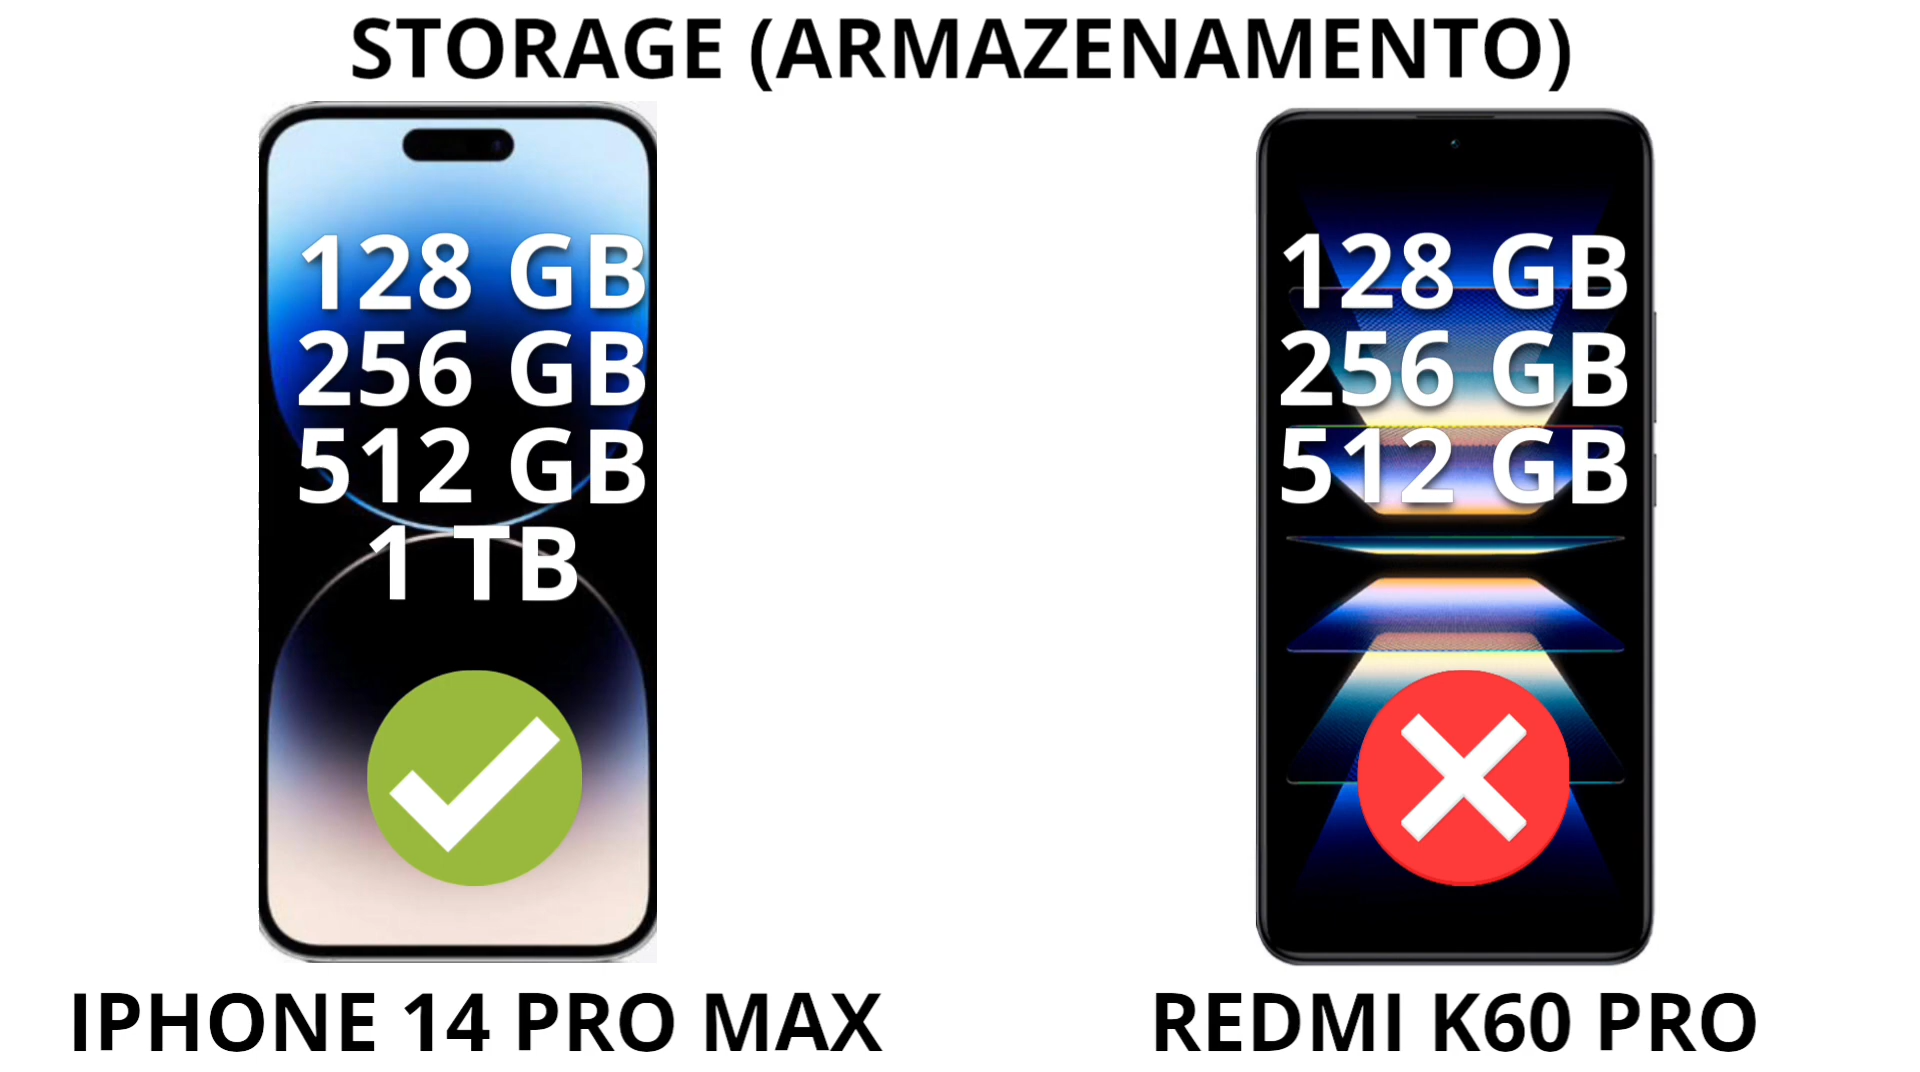 STORAGE (ARMAZENAMENTO)
128 GB
256 GB
512 GB
1 TB
128 GB
256 GB
512 GB
IPHONE 14 PRO MAX
REDMI K60 PRO